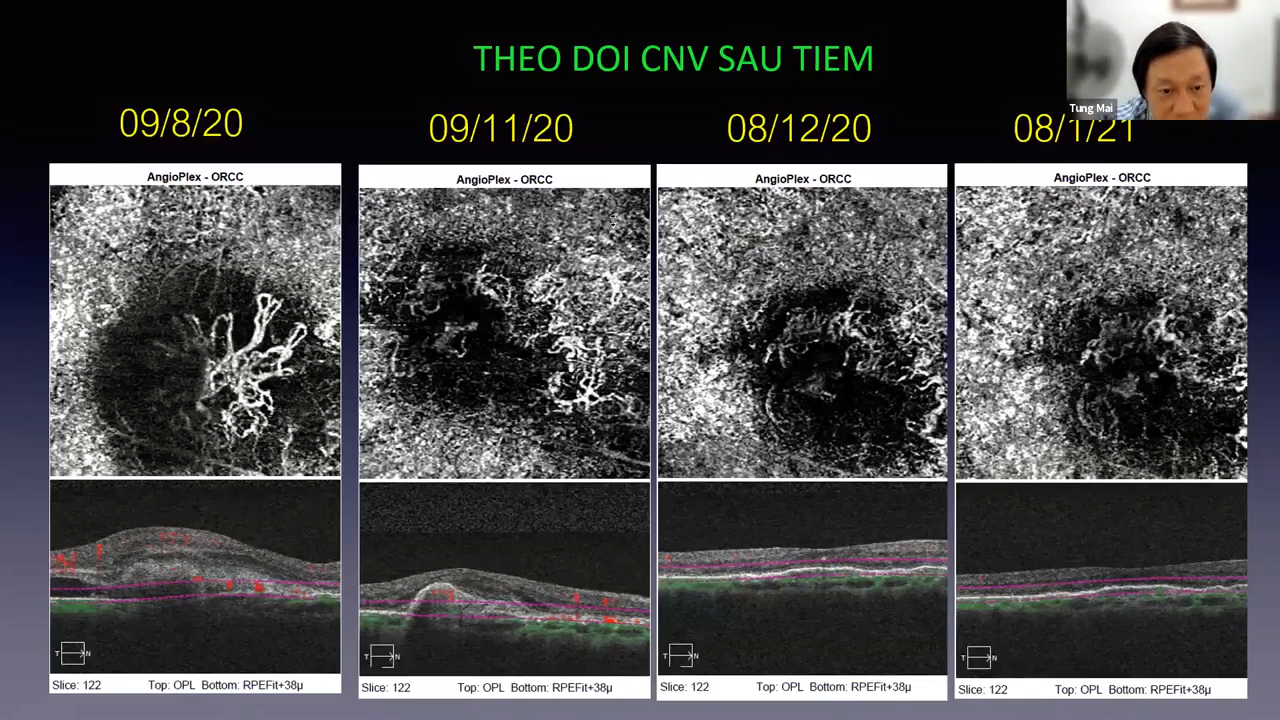 THEO DOI CNV SAU TIEM
Tung Mai
09/8/20
09/11/20
08/12/20
08/1/21
AngioPlex - ORCC
AngioPlex - ORCC
AngioPlex - ORCC
AngioPlex - ORCC
T N
T N
T N
T N
Slice: 122 Top: OPL Bottom: RPEFit+38µ
Slice: 122 Top: OPL Bottom: RPEFit+38µ
Slice: 122 Top: OPL Bottom: RPEFit+38µ
Slice: 122 Top: OPL Bottom: RPEFit+38µ